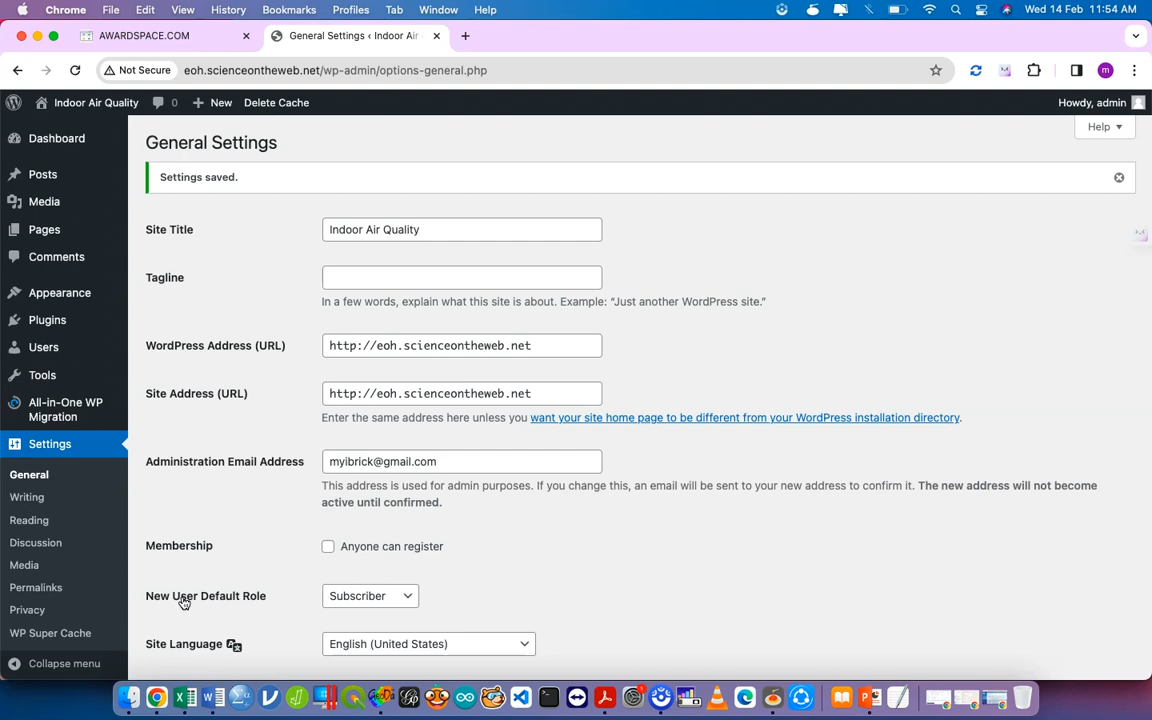 Chrome File Edit View History Bookmarks Profiles Tab Window Help Wed 14 Feb 11:54 AM
AWARDSPACE.COM General Settings ‹ Indoor Air
Not Secure eoh.scienceontheweb.net/wp-admin/options-general.php m
Indoor Air Quality 0 New Delete Cache Howdy, admin
Dashboard
Posts
Media
Pages
Comments
Appearance
Plugins
Users
Tools
All-in-One WP
Migration
Settings
General
Writing
Reading
Discussion
Media
Permalinks
Privacy
WP Super Cache
Collapse menu
Help
General Settings
Settings saved.
Site Title Indoor Air Quality
Tagline
In a few words, explain what this site is about. Example: “Just another WordPress site.”
WordPress Address (URL) http://eoh.scienceontheweb.net
Site Address (URL) http://eoh.scienceontheweb.net
Enter the same address here unless you want your site home page to be different from your WordPress installation directory.
Administration Email Address myibrick@gmail.com
This address is used for admin purposes. If you change this, an email will be sent to your new address to confirm it. The new address will not become
active until confirmed.
Membership Anyone can register
New User Default Role Subscriber
Site Language English (United States)